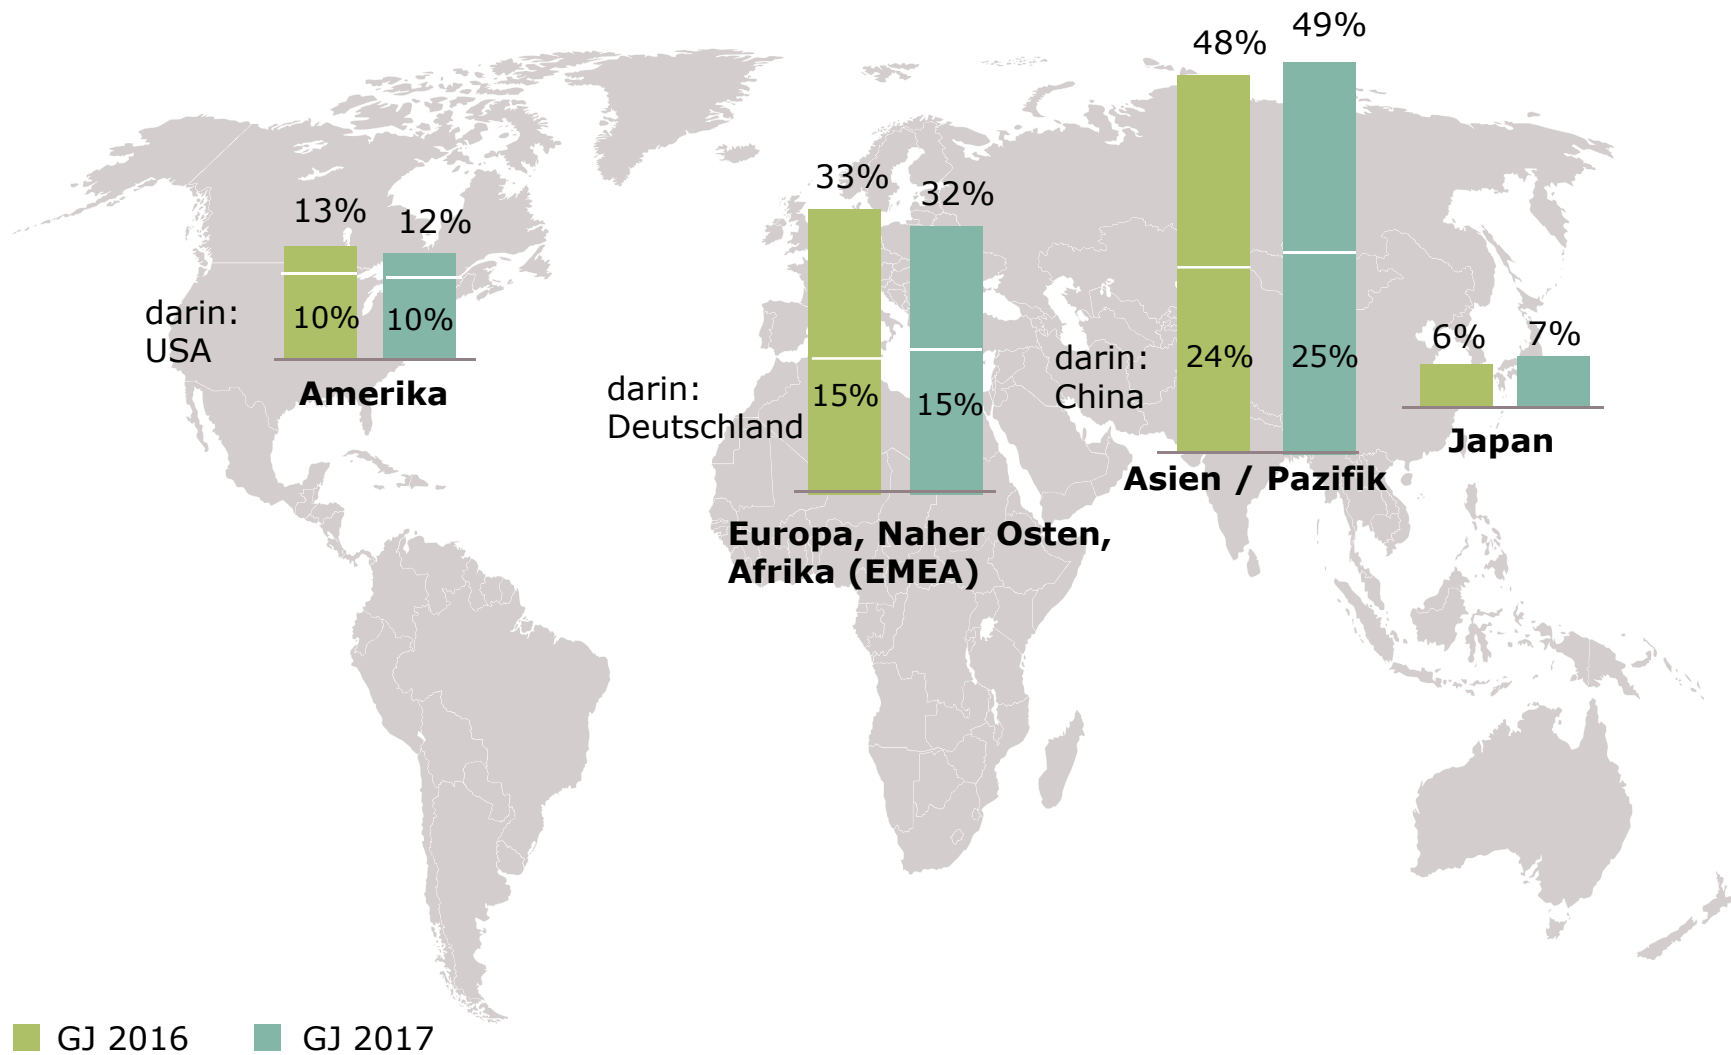 13%
12%
darin:
USA
10%
10%
Amerika
33%
32%
darin:
Deutschland
15%
15%
Europa, Naher Osten,
Afrika (EMEA)
48%
49%
darin:
China
24%
25%
Asien / Pazifik
6%
7%
Japan
GJ 2016
GJ 2017